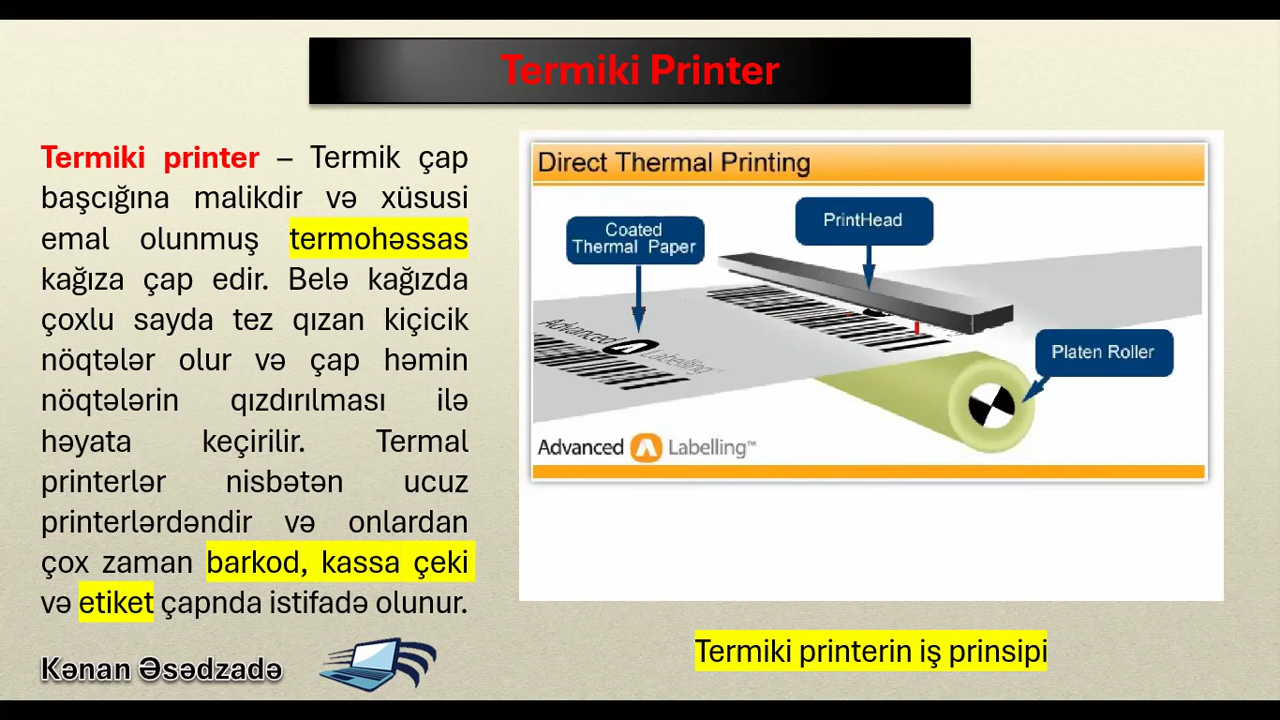 Termiki Printer
Termiki printer – Termik çap
başcığına malikdir və xüsusi
emal olunmuş termohəssas
kağıza çap edir. Belə kağızda
çoxlu sayda tez qızan kiçicik
nöqtələr olur və çap həmin
nöqtələrin qızdırılması ilə
həyata keçirilir. Termal
printerlər nisbətən ucuz
printerlərdəndir və onlardan
çox zaman barkod, kassa çeki
və etiket çapnda istifadə olunur.
Kənan Əsədzadə
Direct Thermal Printing
Coated
Thermal Paper
PrintHead
Platen Roller
Advanced Labelling
Advanced Labelling™
Termiki printerin iş prinsipi